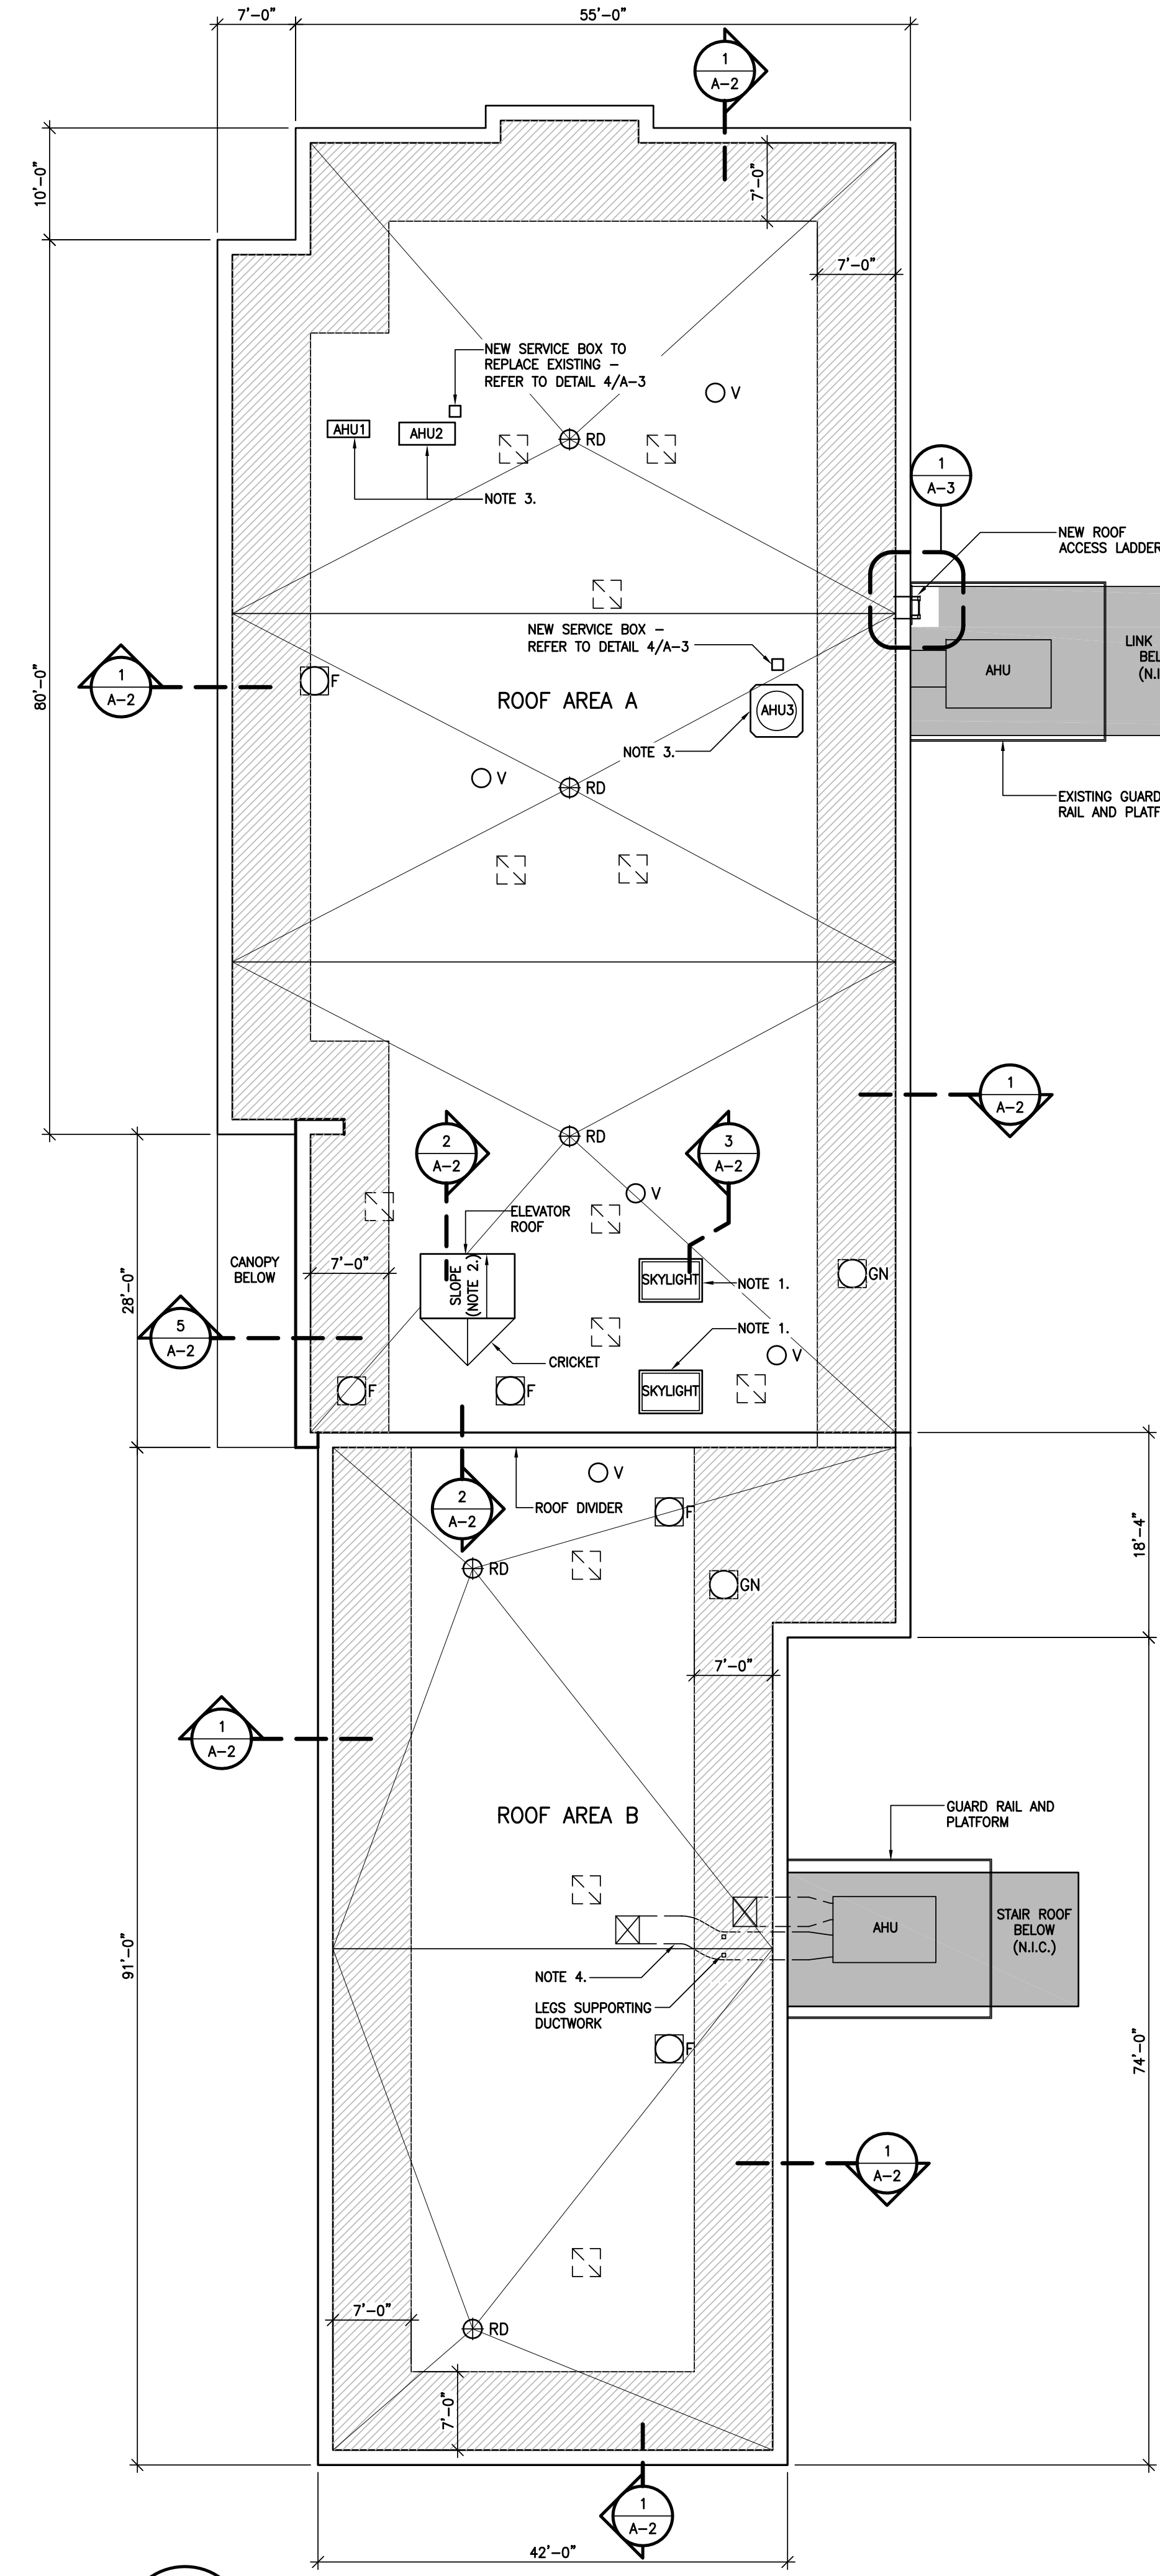 7'-0"
55'-0"
1
A-2
10'-0"
7'-0"
7'-0"
NEW SERVICE BOX TO
REPLACE EXISTING –
REFER TO DETAIL 4/A-3
V
AHU1
AHU2
RD
NOTE 3.
1
A-3
NEW ROOF
ACCESS LADDER
NEW SERVICE BOX –
REFER TO DETAIL 4/A-3
LINK
AHU
80'-0"
1
A-2
F
ROOF AREA A
AHU3
NOTE 3.
V
RD
EXISTING GUARD
RAIL AND
1
A-2
RD
2
A-2
3
A-2
V
ELEVATOR
ROOF
CANOPY
BELOW
7'-0"
SLOPE
(NOTE 2.)
SKYLIGHT
NOTE 1.
GN
28'-0"
5
A-2
NOTE 1.
CRICKET
V
F
F
SKYLIGHT
V
ROOF DIVIDER
F
2
A-2
RD
GN
18'-4"
7'-0"
1
A-2
ROOF AREA B
GUARD RAIL AND
PLATFORM
AHU
STAIR ROOF
BELOW
(N.I.C.)
91'-0"
NOTE 4.
LEGS SUPPORTING
DUCTWORK
F
74'-0"
1
A-2
7'-0"
RD
7'-0"
1
A-2
42'-0"